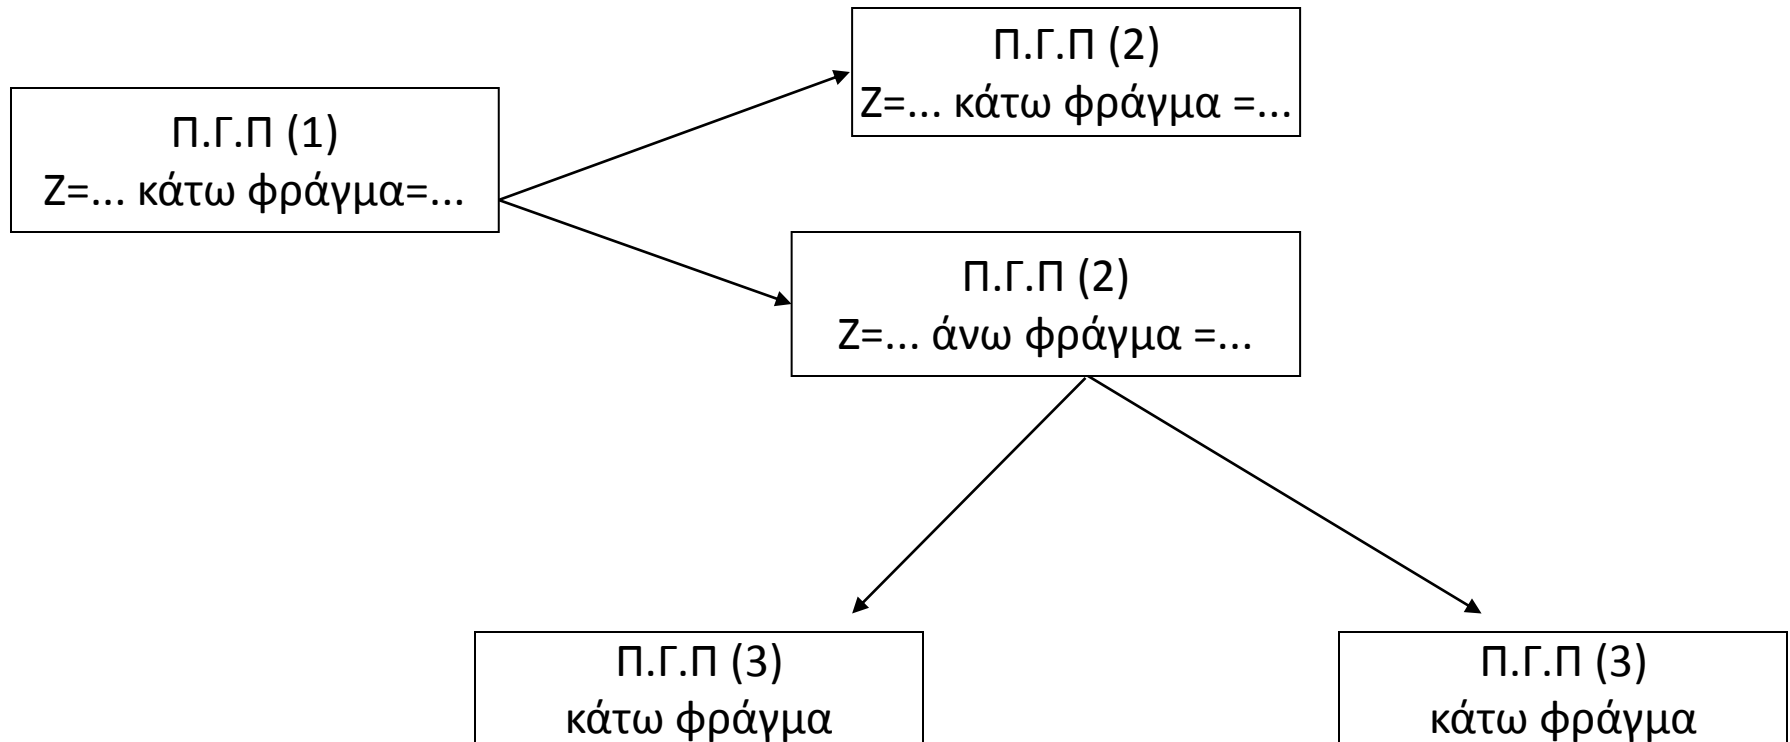 Π.Γ.Π (2)
Ζ=... κάτω φράγμα =...
Π.Γ.Π (1)
Ζ=... κάτω φράγμα=...
Π.Γ.Π (2)
Ζ=... άνω φράγμα =...
Π.Γ.Π (3)
κάτω φράγμα
Π.Γ.Π (3)
κάτω φράγμα